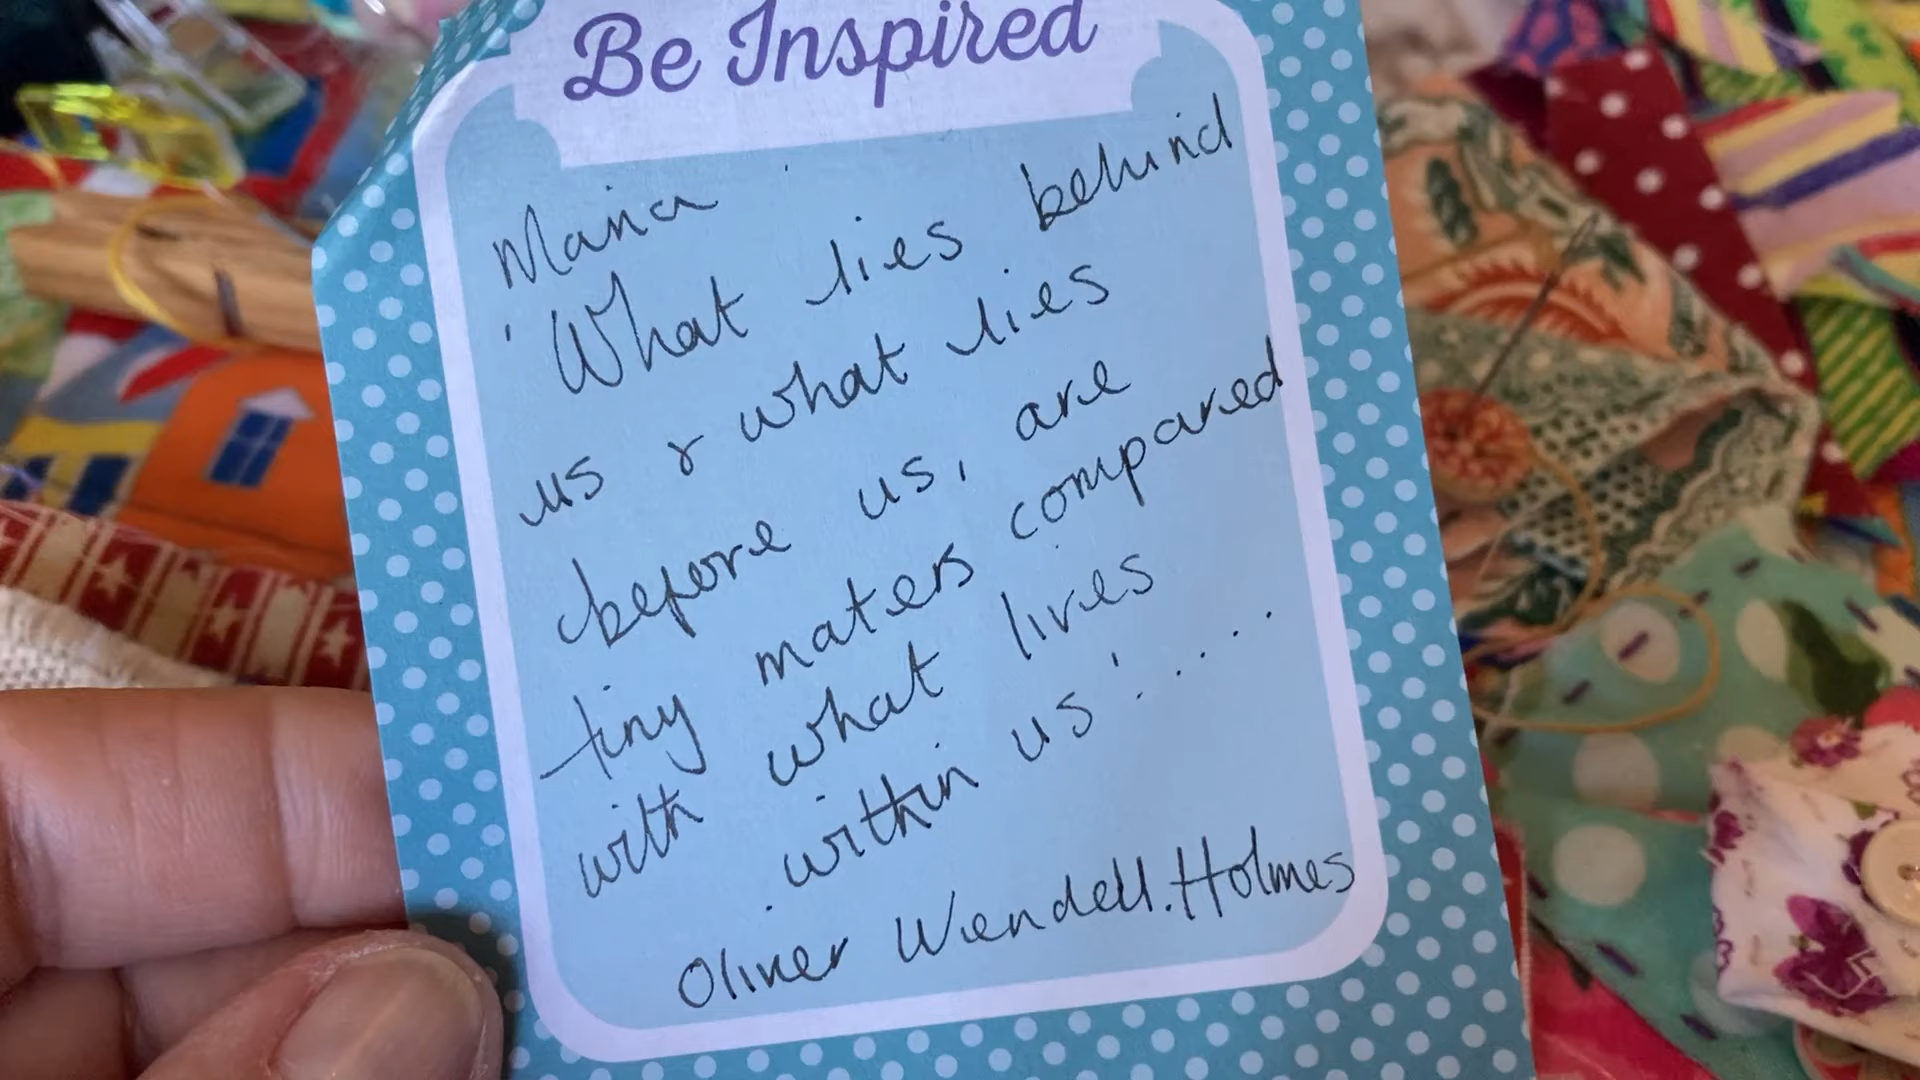 Be Inspired
Maria
'What lies behind
us & what lies
before us, are
tiny maters compared
with what lives
within us'....
Oliver Wendell.Holmes